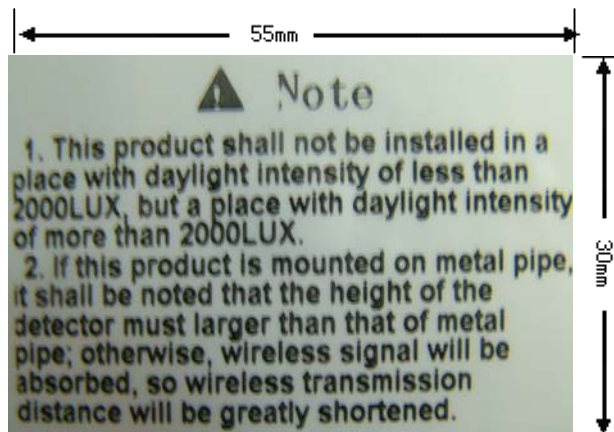 55mm
Note
1. This product shall not be installed in a
place with daylight intensity of less than
2000LUX, but a place with daylight intensity
of more than 2000LUX.
2. If this product is mounted on metal pipe,
it shall be noted that the height of the
detector must larger than that of metal
pipe; otherwise, wireless signal will be
absorbed, so wireless transmission
distance will be greatly shortened.
30mm